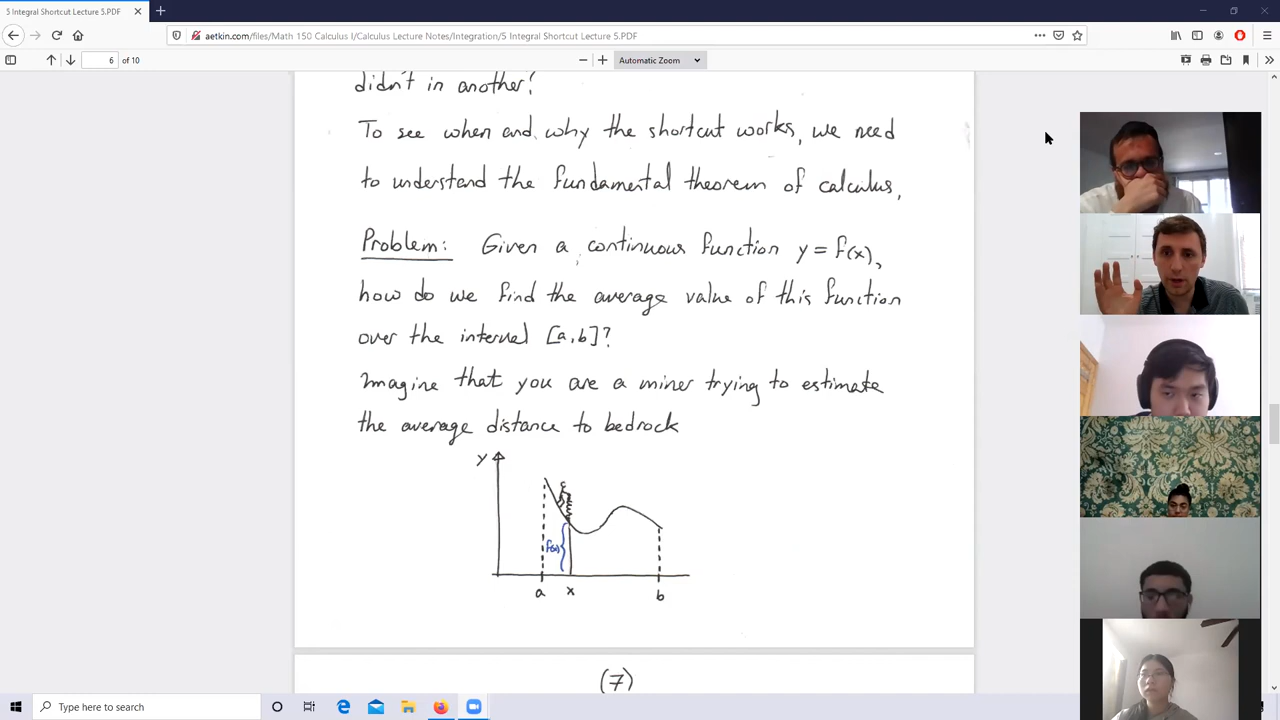 5 Integral Shortcut Lecture 5.PDF
aetkin.com/files/Math 150 Calculus I/Calculus Lecture Notes/Integration/5 Integral Shortcut Lecture 5.PDF
6 of 10
Automatic Zoom
didn't in another!
To see when and why the shortcut works, we need
to understand the fundamental theorem of calculus.
Problem: Given a continuous function y = f(x),
how do we find the average value of this function
over the interval [a,b]?
Imagine that you are a miner trying to estimate
the average distance to bedrock
y
f(x)
a x b
(7)
Type here to search